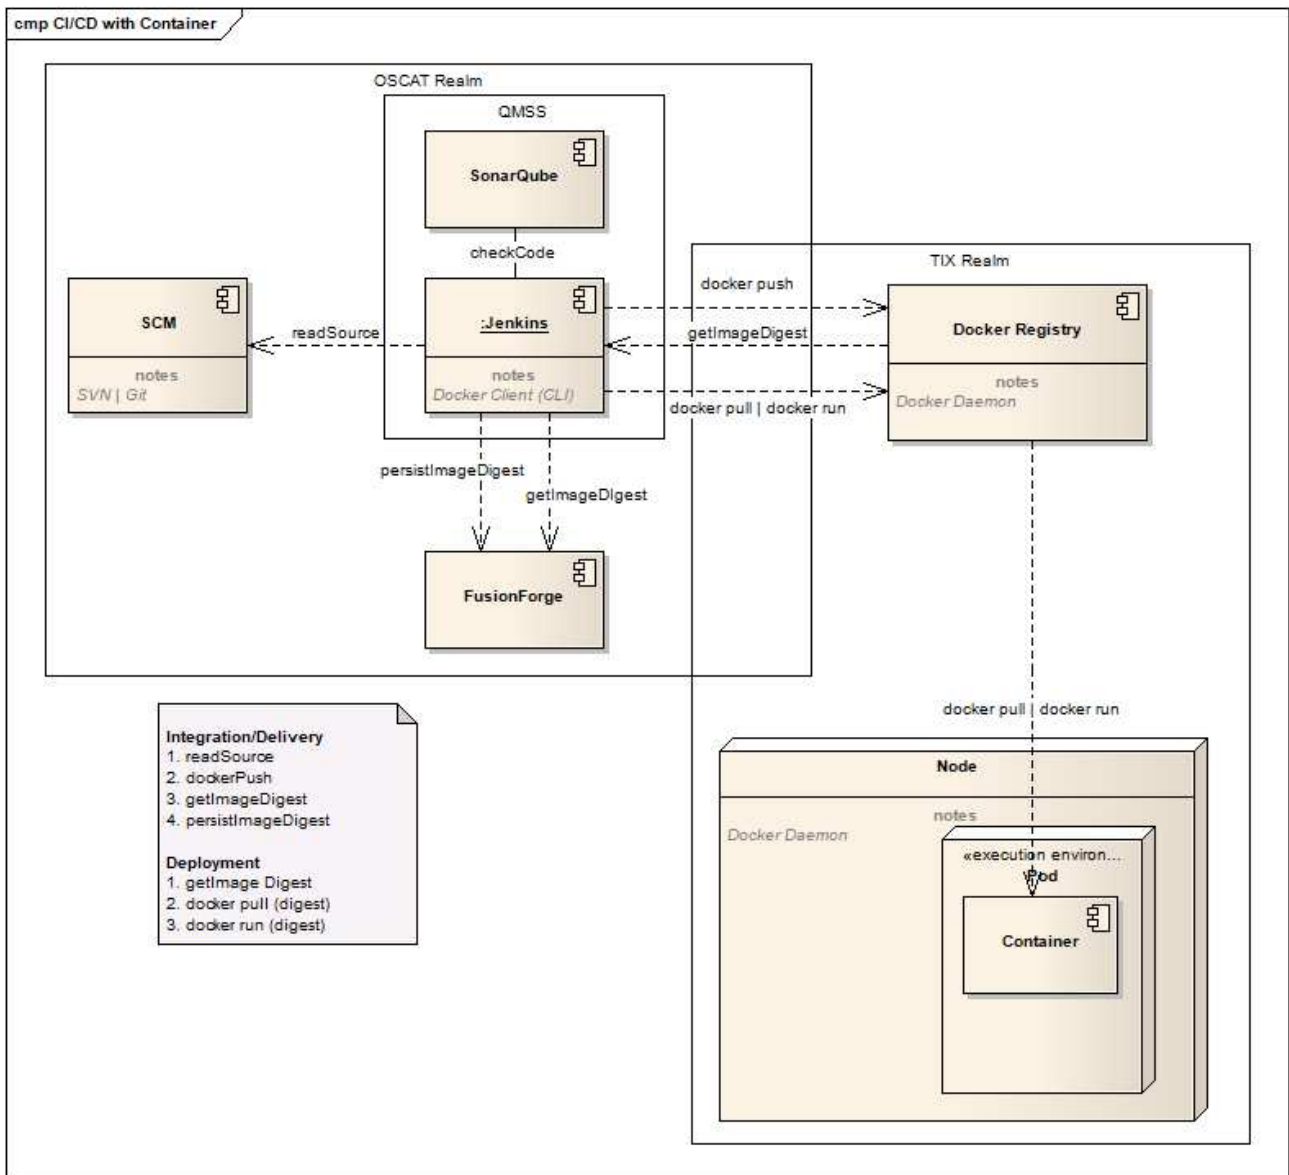 cmp CI/CD with Container
OSCAT Realm
QMSS
SonarQube
checkCode
TIX Realm
SCM
notes
SVN | Git
readSource
:Jenkins
notes
Docker Client (CLI)
docker push
getImageDigest
docker pull | docker run
Docker Registry
notes
Docker Daemon
persistImageDigest
getImageDIgest
FusionForge
docker pull | docker run
Integration/Delivery
1. readSource
2. dockerPush
3. getImageDigest
4. persistImageDigest
Deployment
1. getImage Digest
2. docker pull (digest)
3. docker run (digest)
Node
notes
Docker Daemon
«execution environ...
Pod
Container